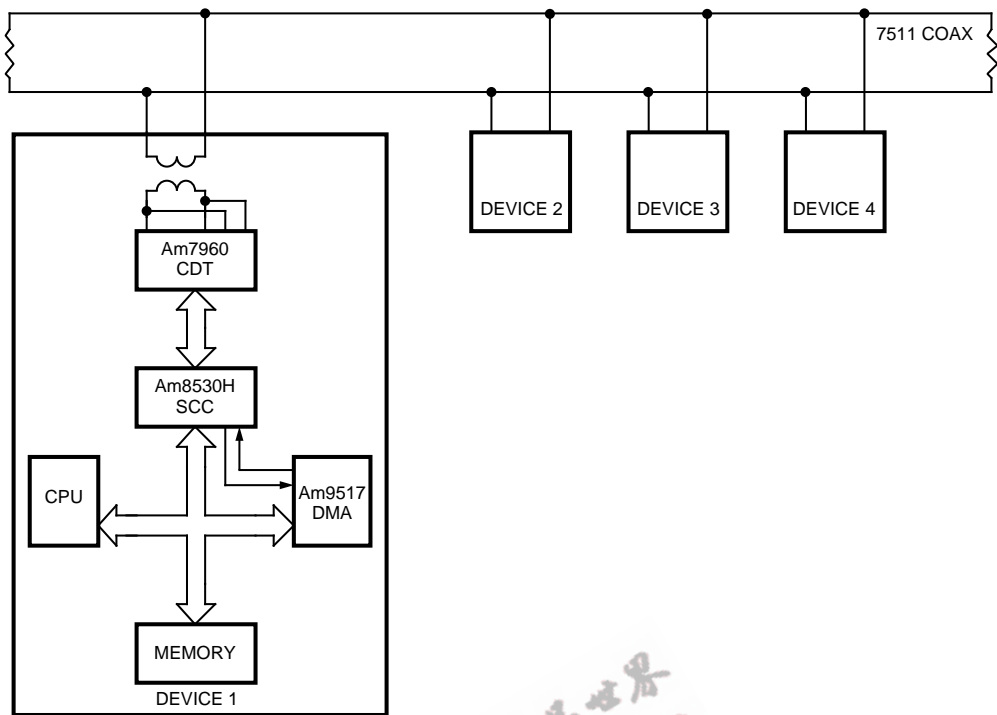 7511 COAX
DEVICE 2
DEVICE 3
DEVICE 4
Am7960
CDT
Am8530H
SCC
CPU
Am9517
DMA
MEMORY
DEVICE 1